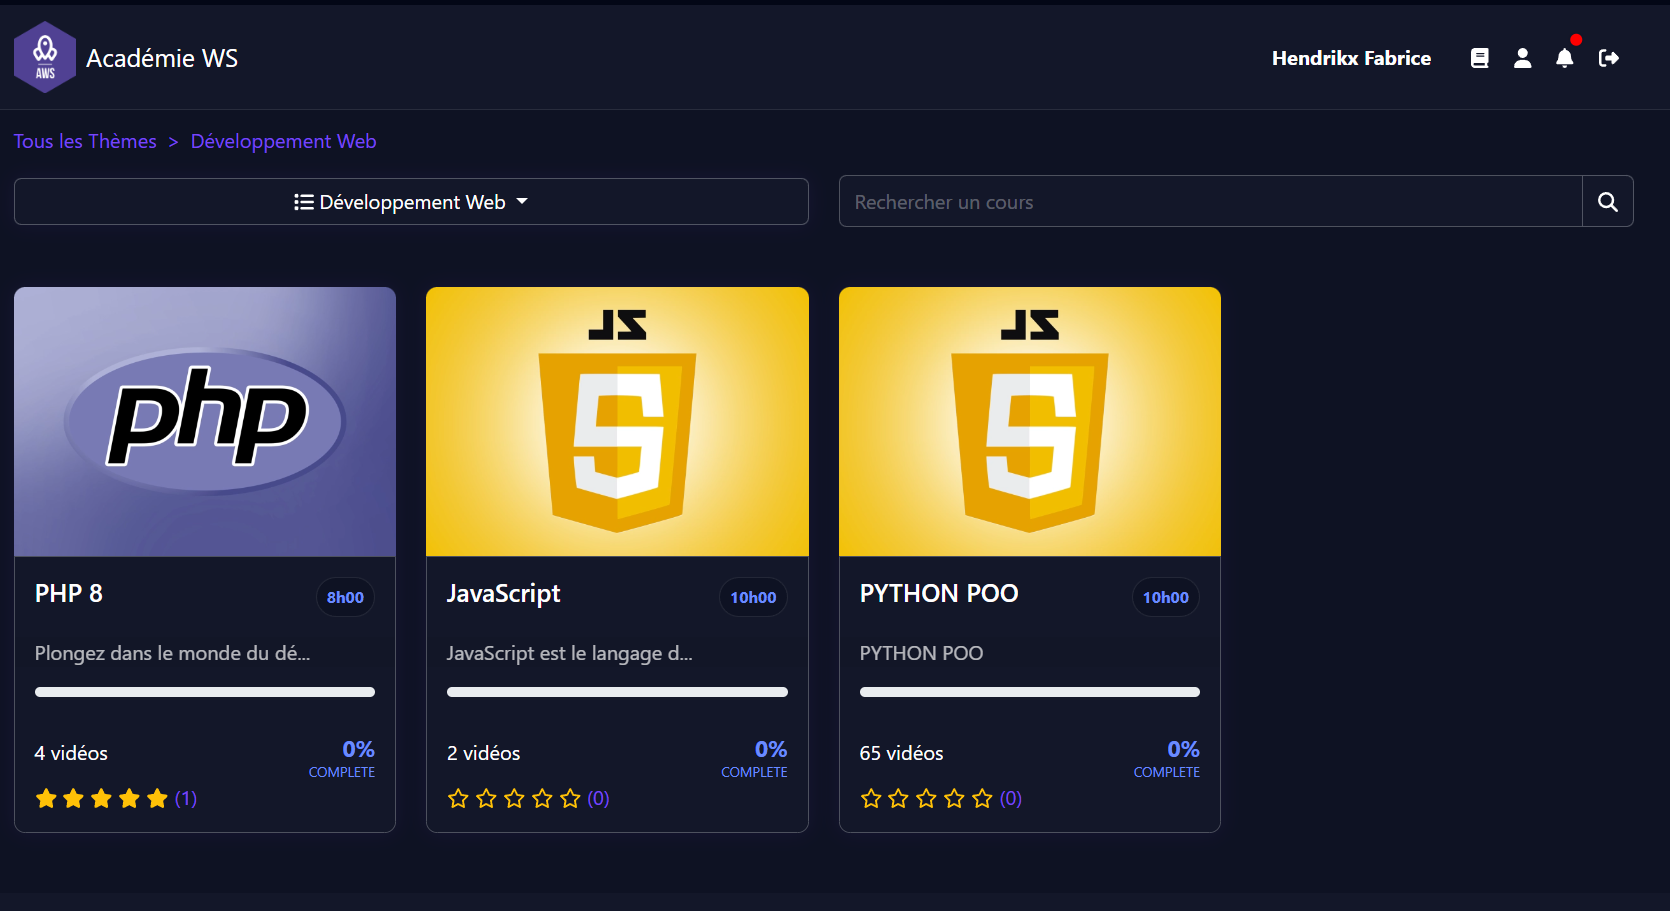 AWS
Académie WS
Hendrikx Fabrice
Tous les Thèmes > Développement Web
Développement Web
Rechercher un cours
php
JS
JS
PHP 8
8h00
Plongez dans le monde du dé...
4 vidéos
0%
COMPLETE
(1)
JavaScript
10h00
JavaScript est le langage d...
2 vidéos
0%
COMPLETE
(0)
PYTHON POO
10h00
PYTHON POO
65 vidéos
0%
COMPLETE
(0)